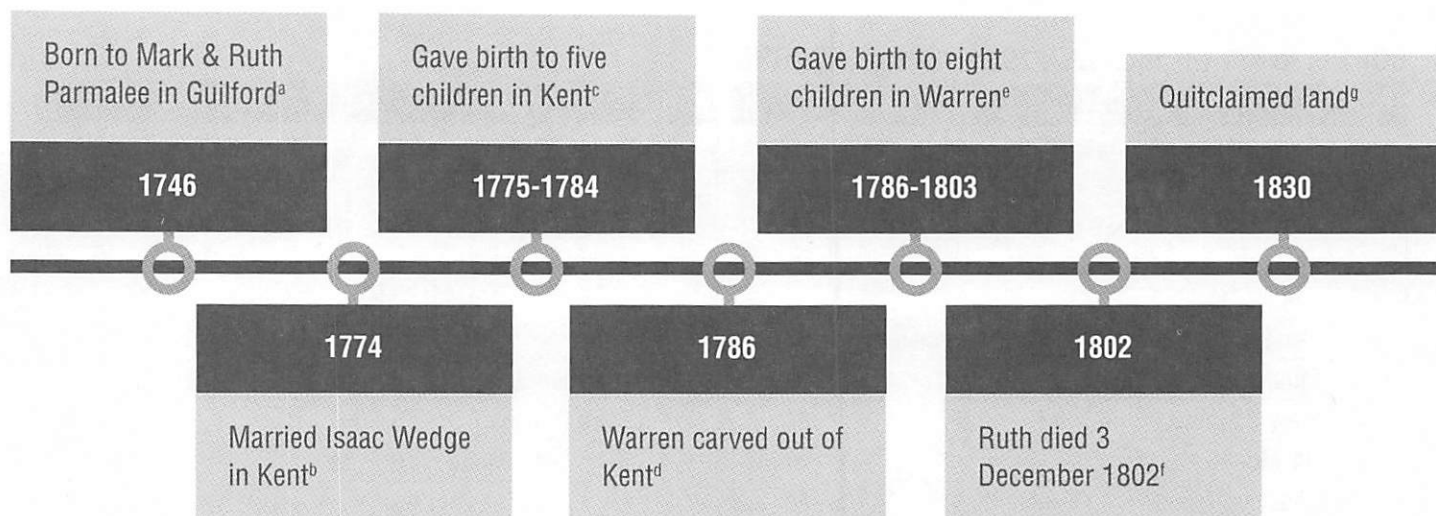 Born to Mark & Ruth
Parmalee in Guilfordᵃ
1746
1774
Married Isaac Wedge
in Kentᵇ
Gave birth to five
children in Kentᶜ
1775-1784
1786
Warren carved out of
Kentᵈ
Gave birth to eight
children in Warrenᵉ
1786-1803
1802
Ruth died 3
December 1802ᶠ
Quitclaimed landᵍ
1830